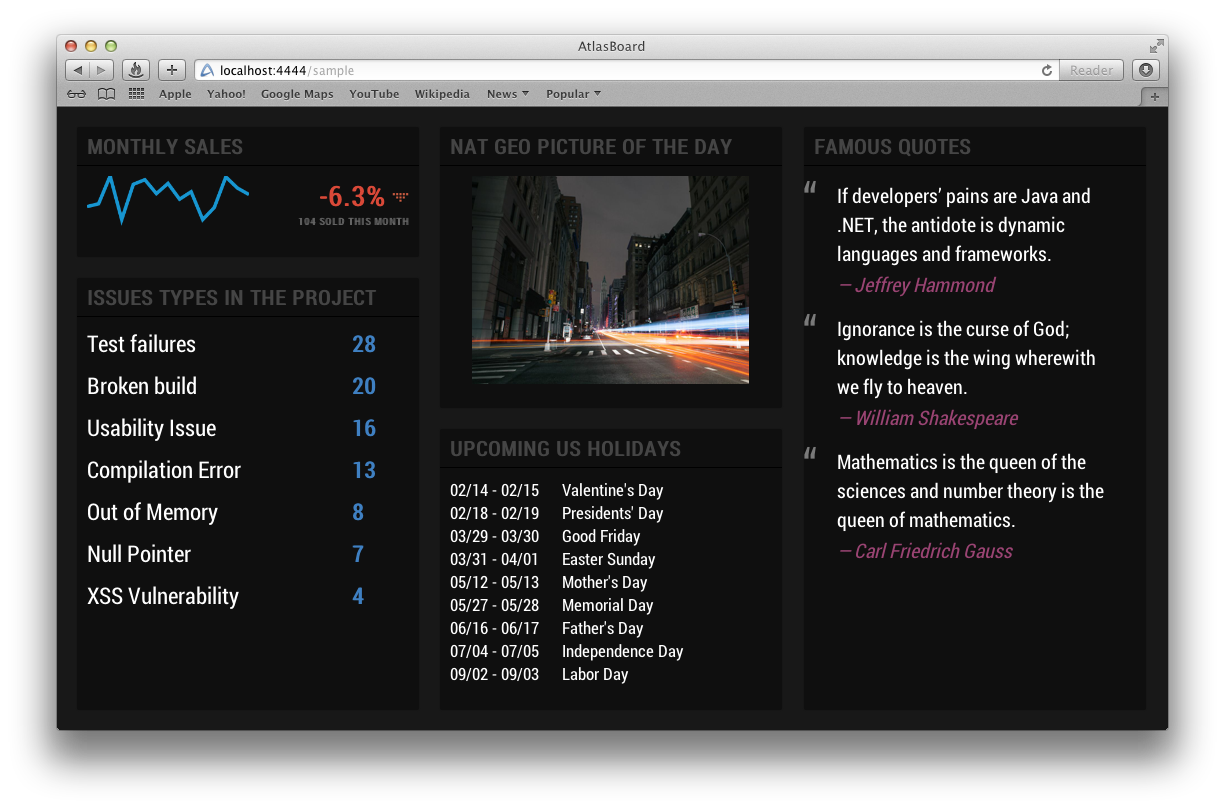 AtlasBoard
localhost:4444/sample
Reader
Apple
Yahoo!
Google Maps
YouTube
Wikipedia
News
Popular
MONTHLY SALES
-6.3%
104 SOLD THIS MONTH
ISSUES TYPES IN THE PROJECT
Test failures 28
Broken build 20
Usability Issue 16
Compilation Error 13
Out of Memory 8
Null Pointer 7
XSS Vulnerability 4
NAT GEO PICTURE OF THE DAY
UPCOMING US HOLIDAYS
02/14 - 02/15 Valentine's Day
02/18 - 02/19 Presidents' Day
03/29 - 03/30 Good Friday
03/31 - 04/01 Easter Sunday
05/12 - 05/13 Mother's Day
05/27 - 05/28 Memorial Day
06/16 - 06/17 Father's Day
07/04 - 07/05 Independence Day
09/02 - 09/03 Labor Day
FAMOUS QUOTES
“ If developers’ pains are Java and
.NET, the antidote is dynamic
languages and frameworks.
— Jeffrey Hammond
“ Ignorance is the curse of God;
knowledge is the wing wherewith
we fly to heaven.
— William Shakespeare
“ Mathematics is the queen of the
sciences and number theory is the
queen of mathematics.
— Carl Friedrich Gauss